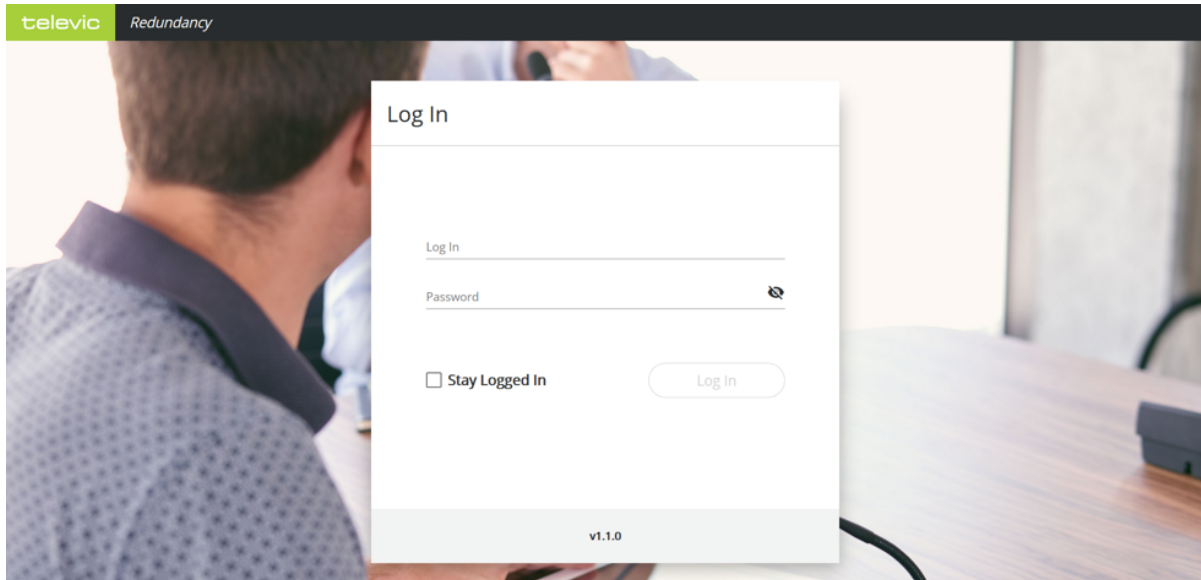 televic Redundancy
Log In
Log In
Password
Stay Logged In Log In
v1.1.0